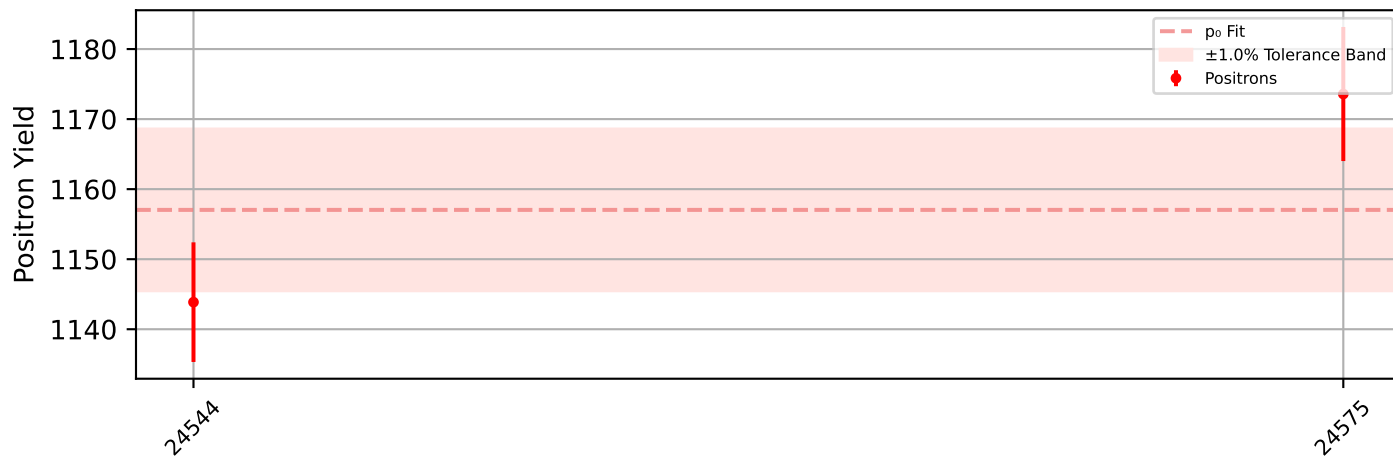 Positron Yield
1180
1170
1160
1150
1140
24544
24575
p₀ Fit
±1.0% Tolerance Band
Positrons